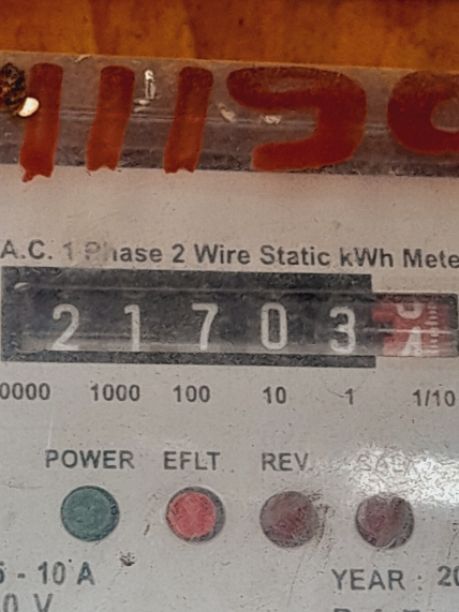 A.C. 1 Phase 2 Wire Static kWh Mete
2 1 7 0 3
0000 1000 100 10 1 1/10
POWER EFLT REV.
5 - 10 A YEAR : 20
0 V